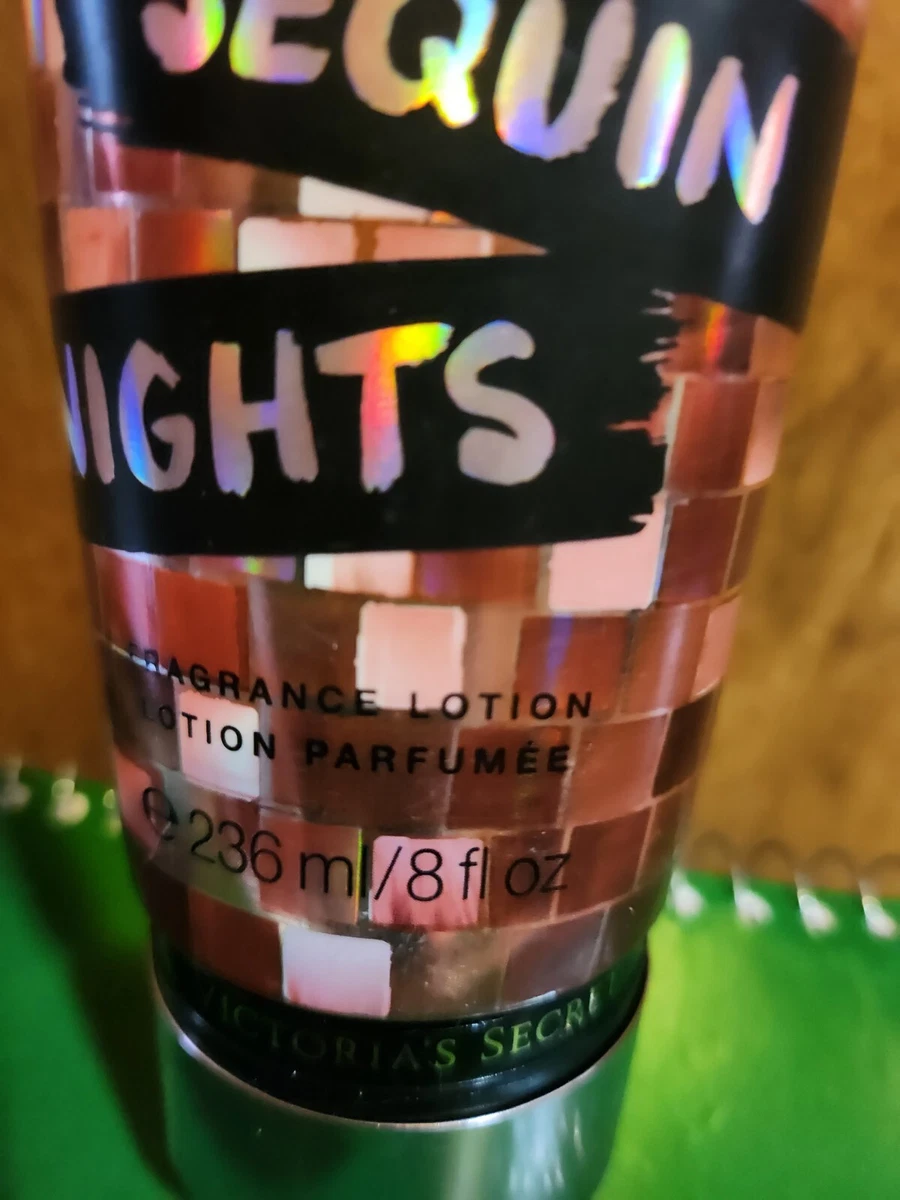 SEQUIN
NIGHTS
FRAGRANCE LOTION
LOTION PARFUMÉE
℮ 236 ml/8 fl oz
VICTORIA'S SECRET